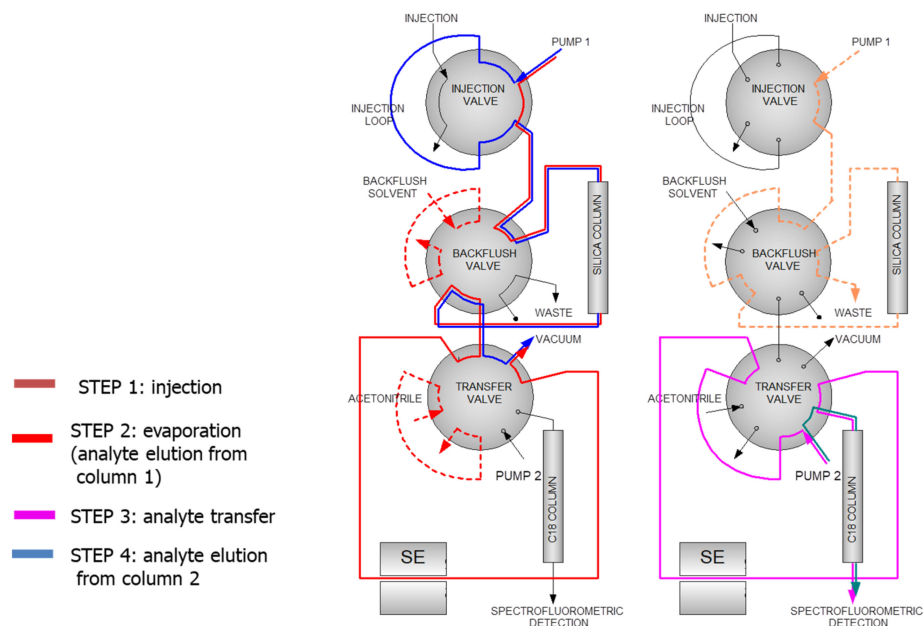 STEP 1: injection
STEP 2: evaporation
(analyte elution from
column 1)
STEP 3: analyte transfer
STEP 4: analyte elution
from column 2
INJECTION
PUMP 1
INJECTION
VALVE
INJECTION
LOOP
BACKFLUSH
SOLVENT
BACKFLUSH
VALVE
SILICA COLUMN
WASTE
VACUUM
TRANSFER
VALVE
ACETONITRILE
PUMP 2
C18 COLUMN
SE
SPECTROFLUOROMETRIC
DETECTION
INJECTION
PUMP 1
INJECTION
VALVE
INJECTION
LOOP
BACKFLUSH
SOLVENT
BACKFLUSH
VALVE
SILICA COLUMN
WASTE
VACUUM
TRANSFER
VALVE
ACETONITRILE
PUMP 2
C18 COLUMN
SE
SPECTROFLUOROMETRIC
DETECTION